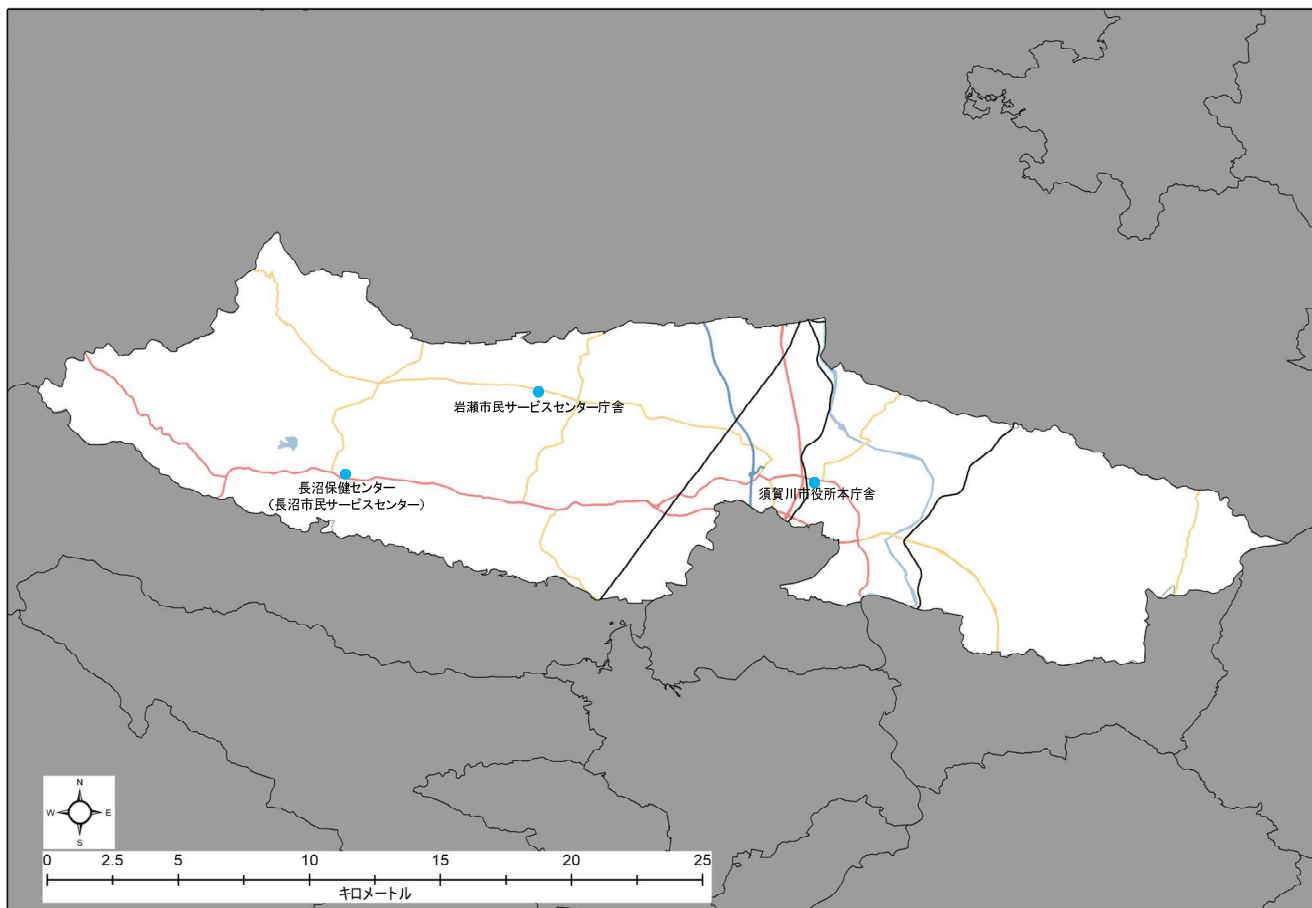 岩瀬市民サービスセンター庁舎
長沼保健センター
（長沼市民サービスセンター）
須賀川市役所本庁舎
N
W E
S
0 2.5 5 10 15 20 25
キロメートル